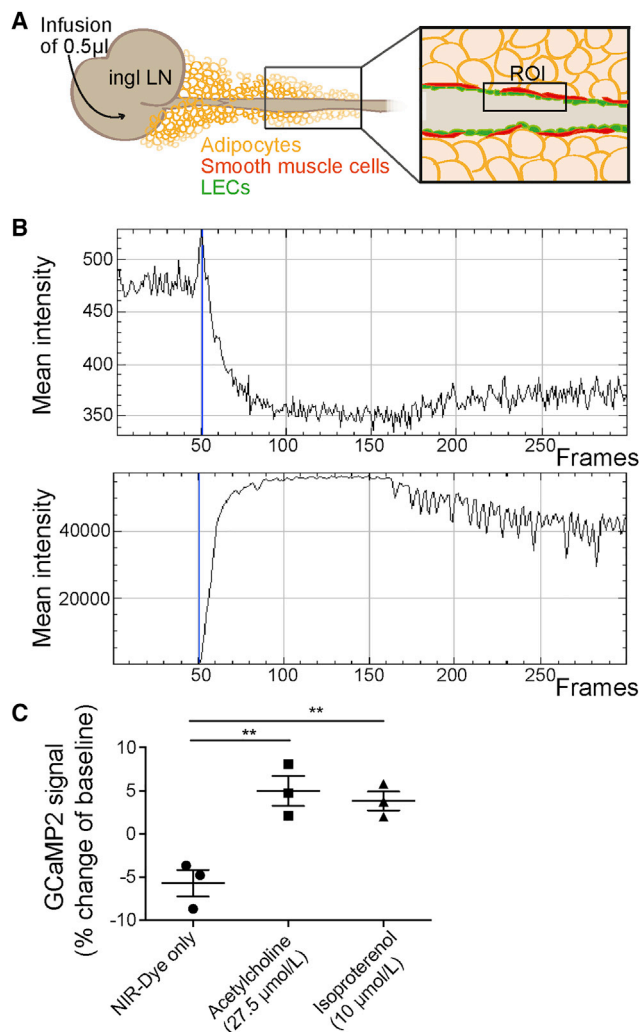 A
Infusion
of 0.5µl
ingl LN
Adipocytes
Smooth muscle cells
LECs
ROI
B
Mean intensity
500
450
400
350
50
100
150
200
250
Frames
Mean intensity
40000
20000
50
100
150
200
250
Frames
C
GCaMP2 signal
(% change of baseline)
10
5
0
-5
-10
**
**
NIR-Dye only
Acetylcholine
(27.5 µmol/L)
Isoproterenol
(10 µmol/L)